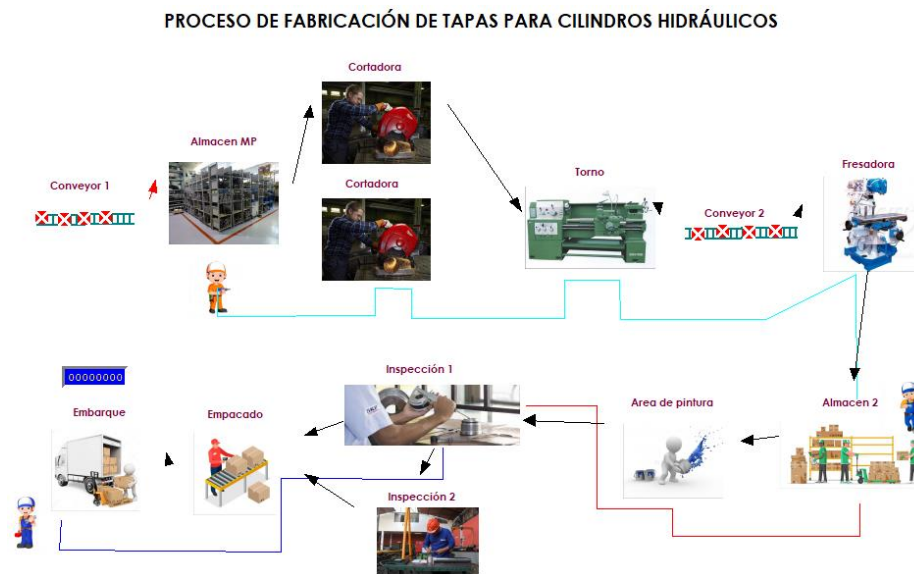 PROCESO DE FABRICACIÓN DE TAPAS PARA CILINDROS HIDRÁULICOS
Cortadora
Almacen MP
Conveyor 1
Cortadora
Torno
Conveyor 2
Fresadora
00000000
Embarque
Empacado
Inspección 1
Area de pintura
Almacen 2
Inspección 2